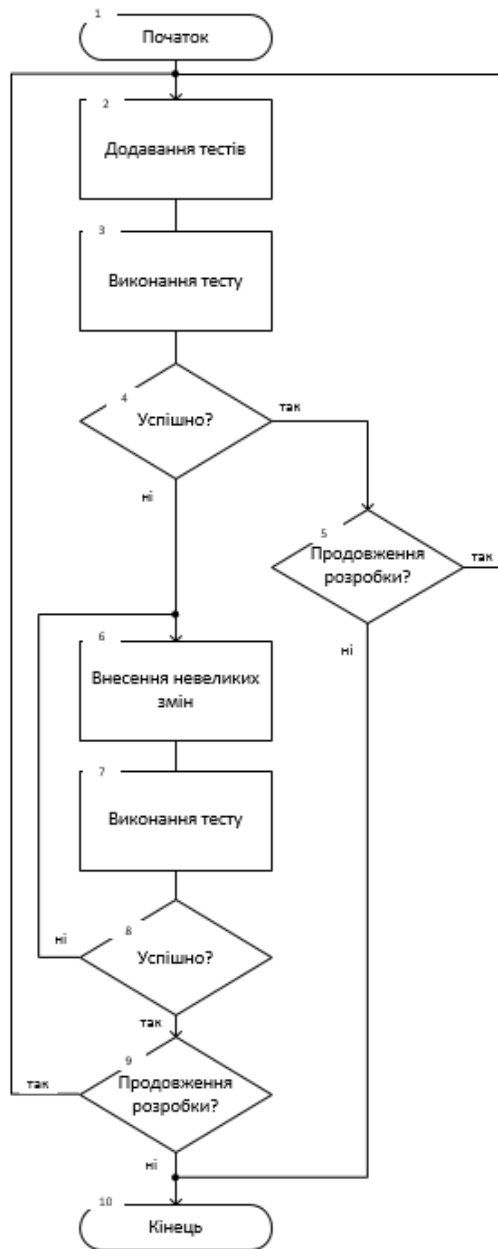 1
Початок
2
Додавання тестів
3
Виконання тесту
4
Успішно?
так
ні
5
Продовження
розробки?
так
ні
6
Внесення невеликих
змін
7
Виконання тесту
8
Успішно?
ні
так
9
Продовження
розробки?
так
ні
10
Кінець